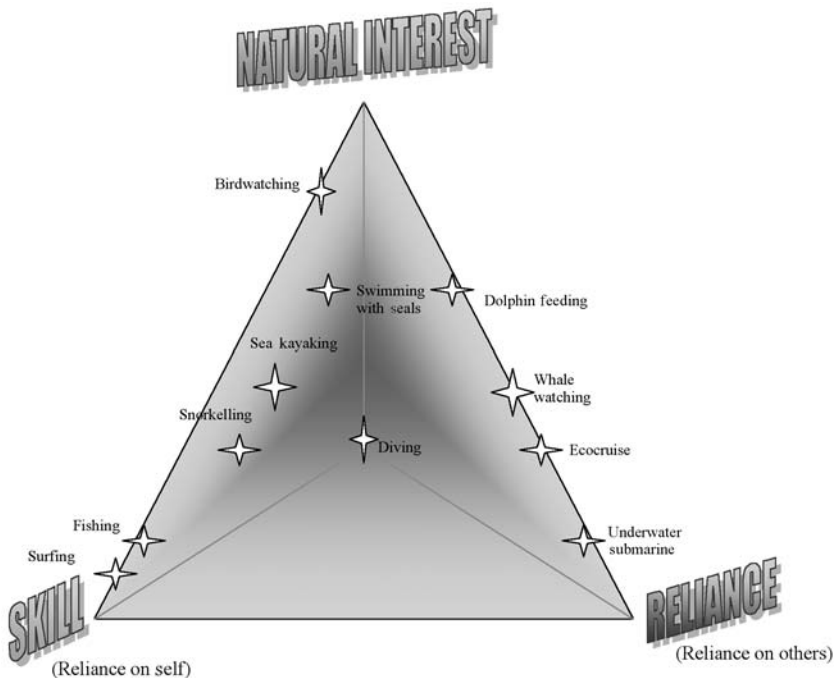 NATURAL INTEREST
Birdwatching
Swimming
with seals
Dolphin feeding
Sea kayaking
Whale
watching
Snorkelling
Diving
Ecocruise
Fishing
Underwater
submarine
Surfing
SKILL
RELIANCE
(Reliance on self)
(Reliance on others)